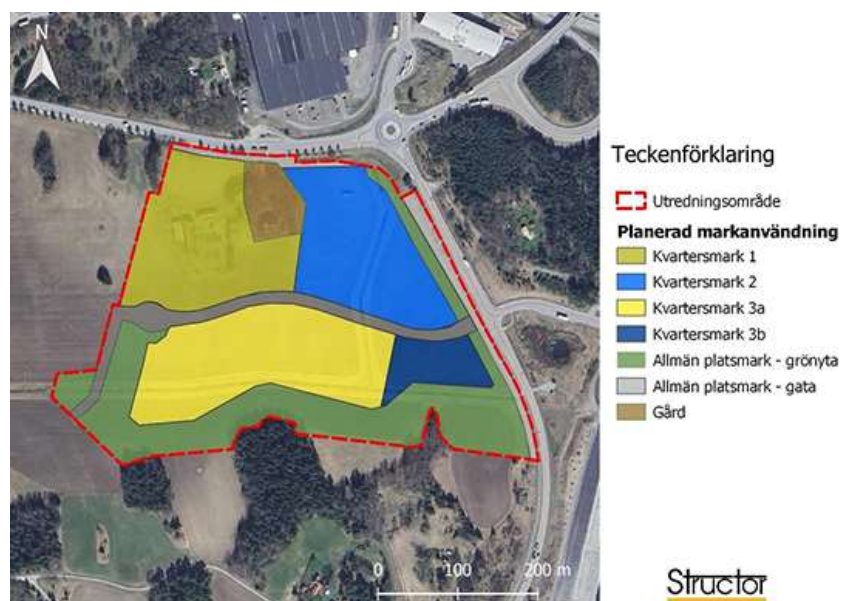 N
Teckenförklaring
Utredningsområde
Planerad markanvändning
Kvartersmark 1
Kvartersmark 2
Kvartersmark 3a
Kvartersmark 3b
Allmän platsmark - grönyta
Allmän platsmark - gata
Gård
0 100 200 m
Structor